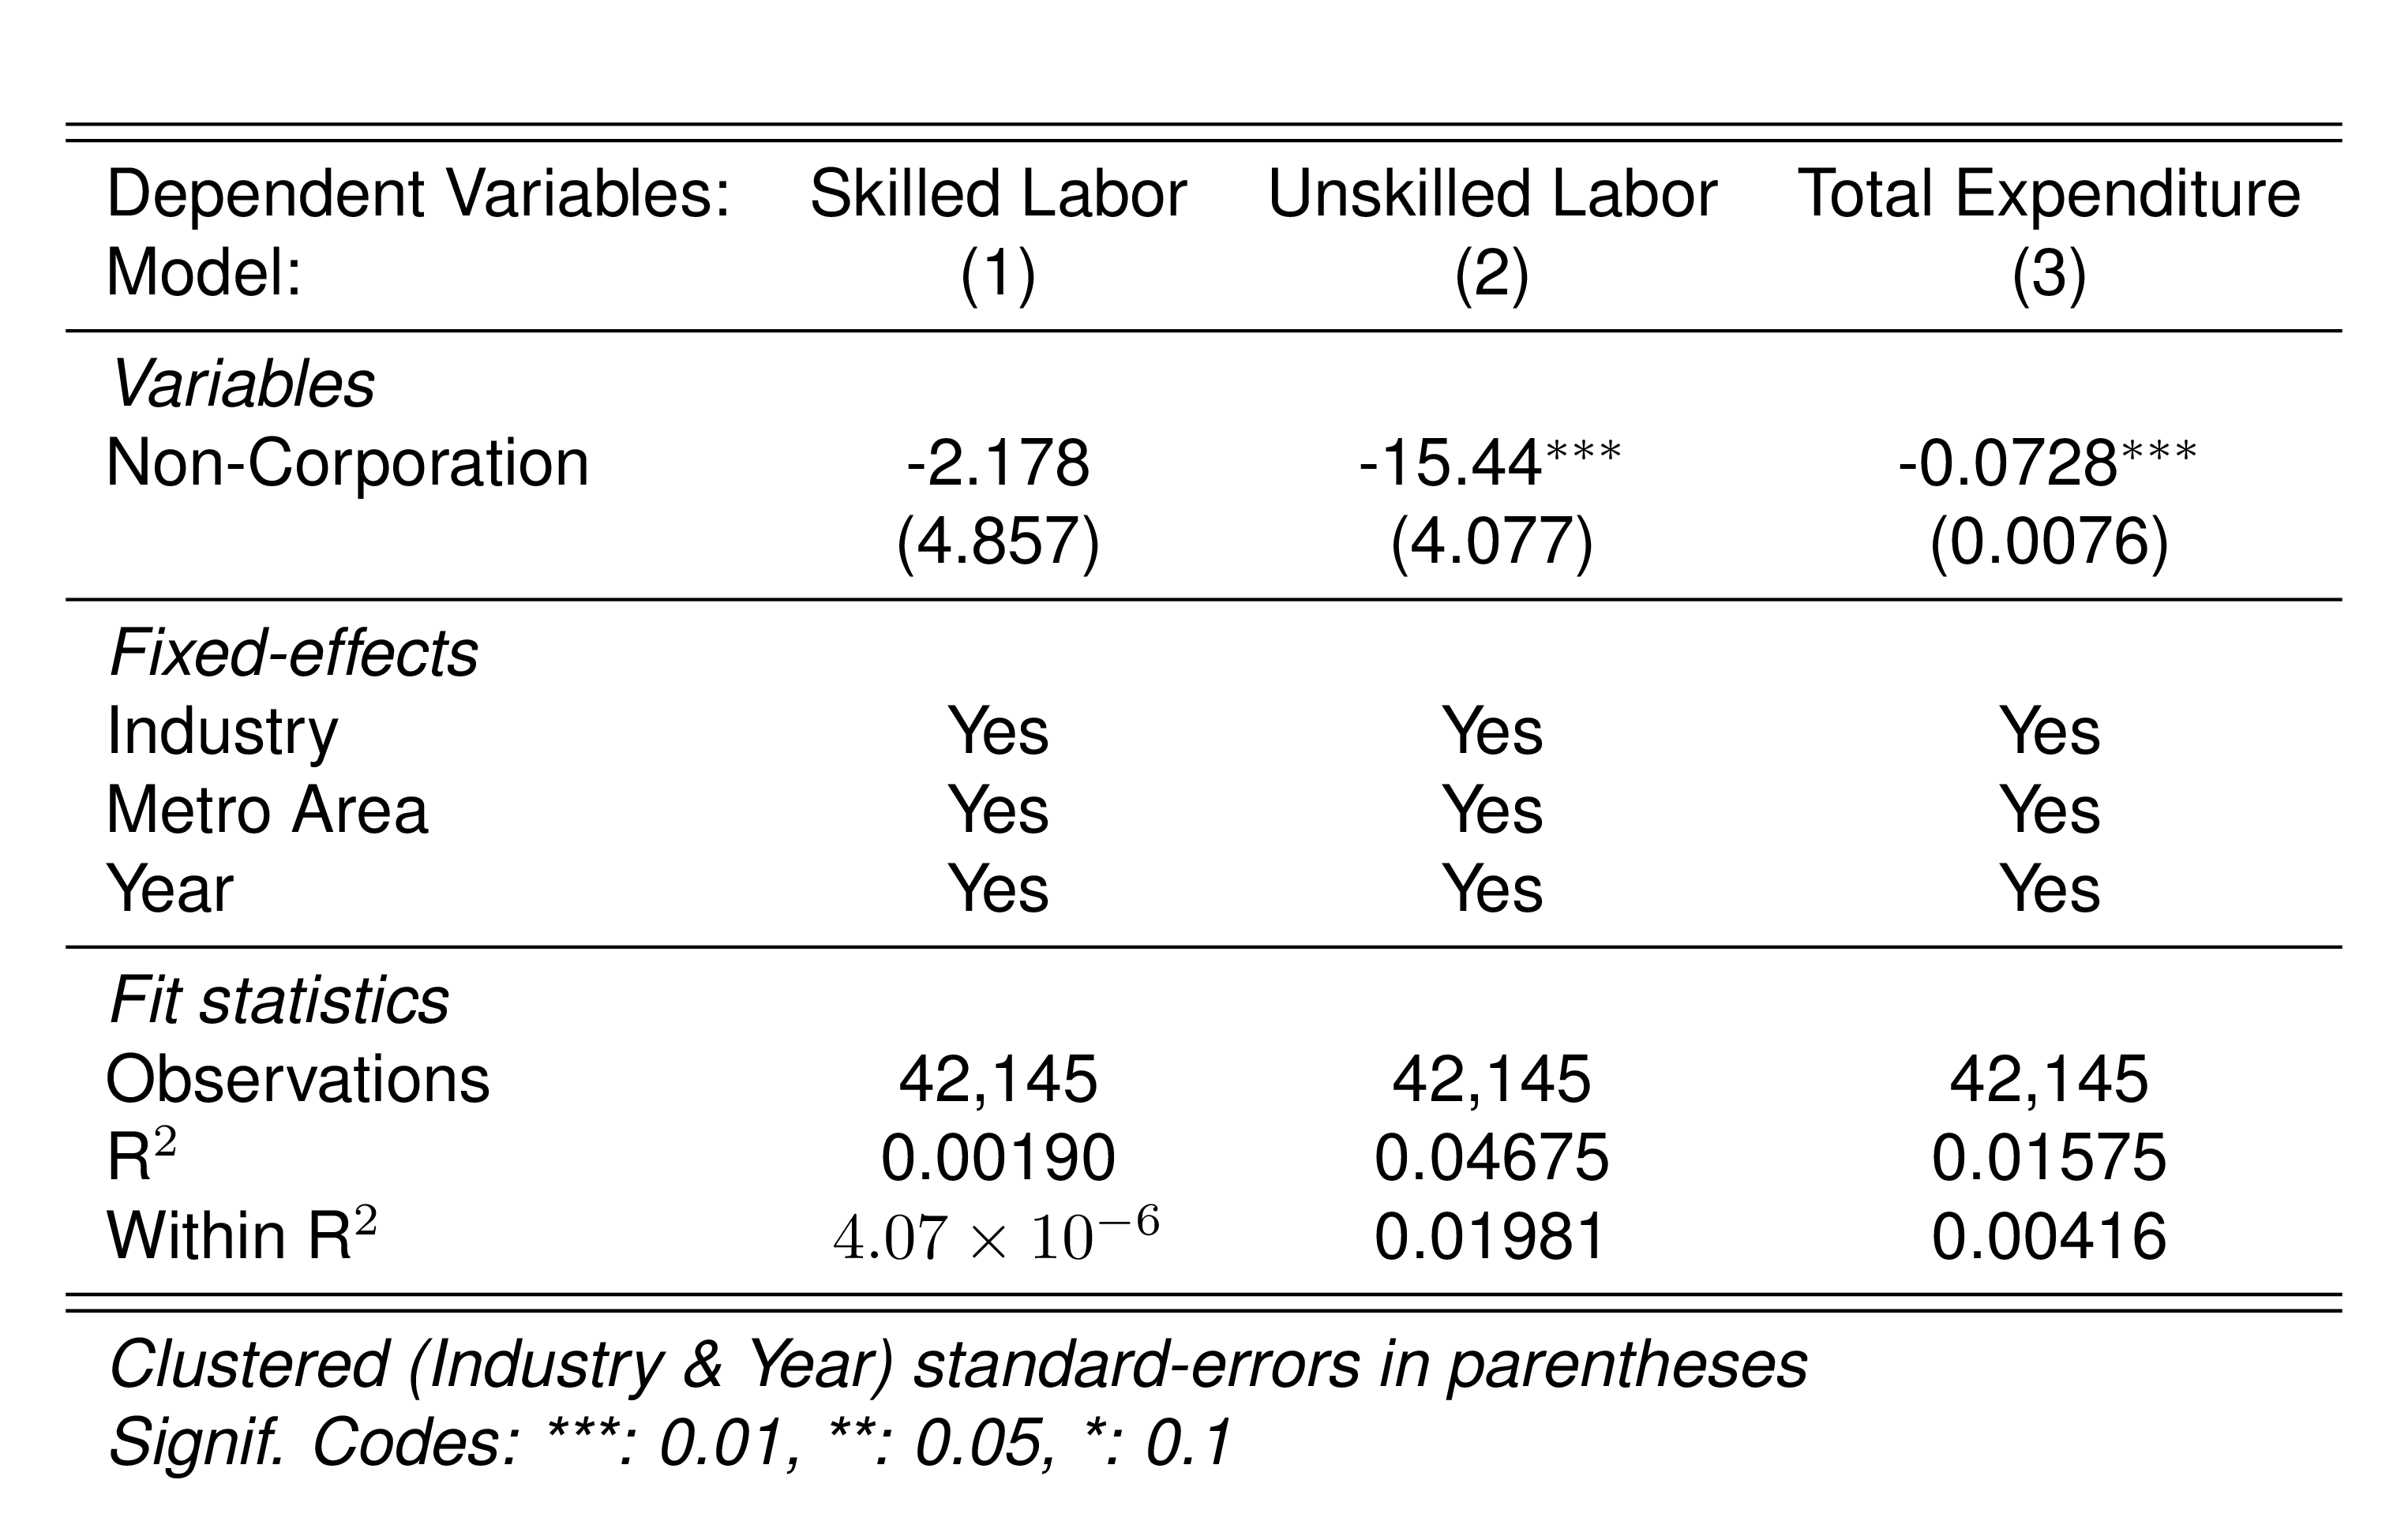 Dependent Variables: Skilled Labor Unskilled Labor Total Expenditure
Model: (1) (2) (3)
Variables
Non-Corporation -2.178 -15.44*** -0.0728***
(4.857) (4.077) (0.0076)
Fixed-effects
Industry Yes Yes Yes
Metro Area Yes Yes Yes
Year Yes Yes Yes
Fit statistics
Observations 42,145 42,145 42,145
R² 0.00190 0.04675 0.01575
Within R² 4.07 × 10⁻⁶ 0.01981 0.00416
Clustered (Industry & Year) standard-errors in parentheses
Signif. Codes: ***: 0.01, **: 0.05, *: 0.1